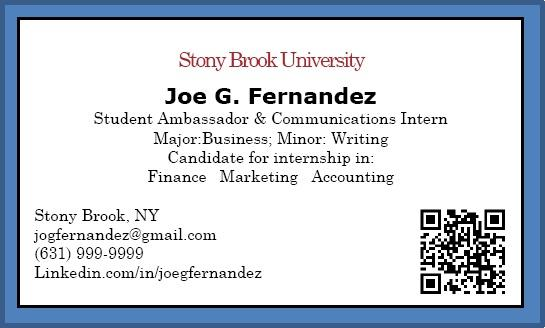 Stony Brook University
Joe G. Fernandez
Student Ambassador & Communications Intern
Major:Business; Minor: Writing
Candidate for internship in:
Finance Marketing Accounting
Stony Brook, NY
jogfernandez@gmail.com
(631) 999-9999
Linkedin.com/in/joegfernandez